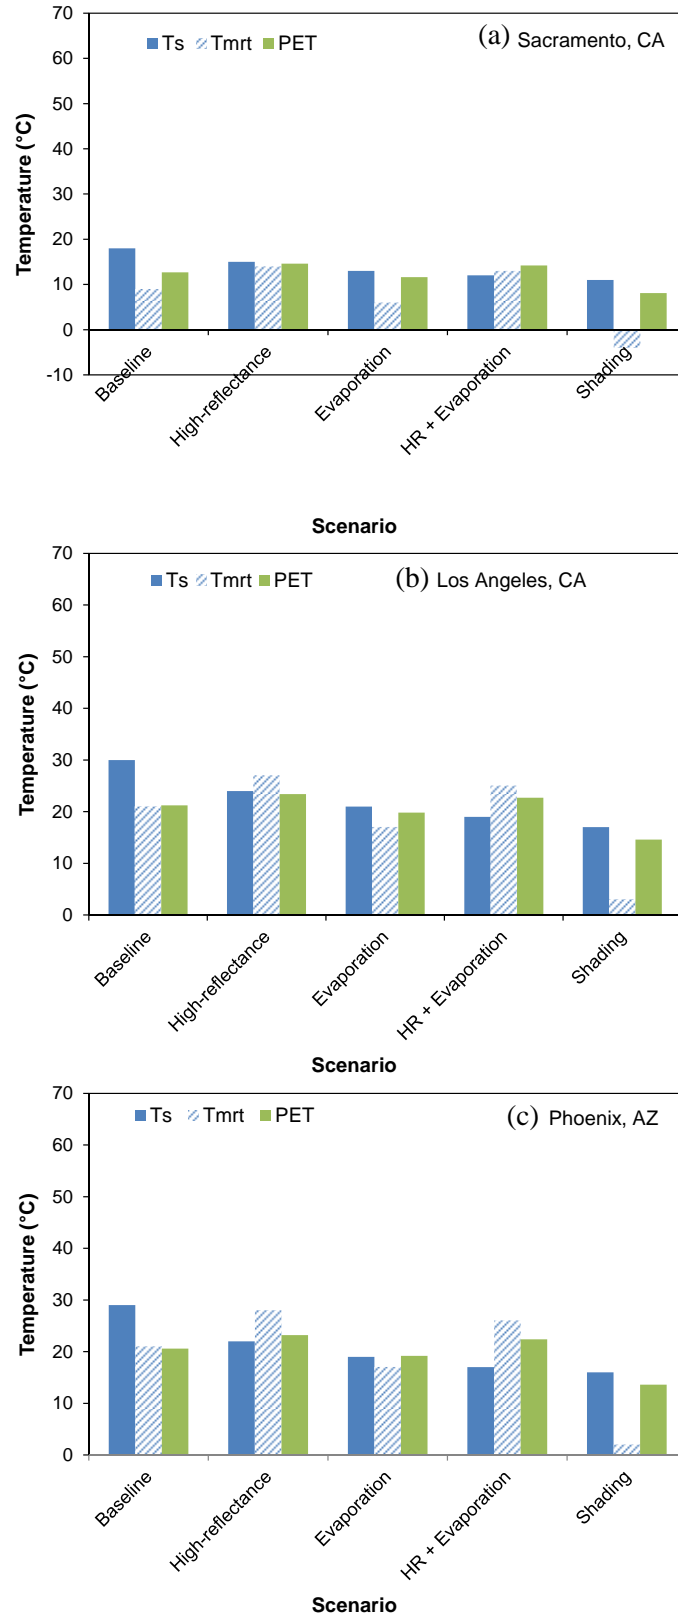 70
60
50
40
30
20
10
0
-10
Temperature (°C)
Ts Tmrt PET
(a) Sacramento, CA
Baseline
High-reflectance
Evaporation
HR + Evaporation
Shading
Scenario
70
60
50
40
30
20
10
0
Temperature (°C)
Ts Tmrt PET
(b) Los Angeles, CA
Baseline
High-reflectance
Evaporation
HR + Evaporation
Shading
Scenario
70
60
50
40
30
20
10
0
Temperature (°C)
Ts Tmrt PET
(c) Phoenix, AZ
Baseline
High-reflectance
Evaporation
HR + Evaporation
Shading
Scenario